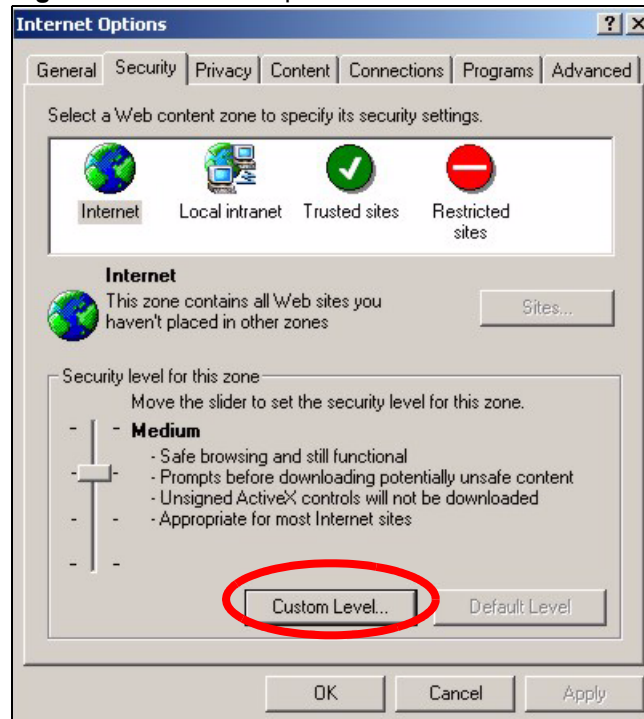 Internet Options
General Security Privacy Content Connections Programs Advanced
Select a Web content zone to specify its security settings.
Internet Local intranet Trusted sites Restricted sites
Internet
This zone contains all Web sites you
haven't placed in other zones
Sites...
Security level for this zone
Move the slider to set the security level for this zone.
Medium
- Safe browsing and still functional
- Prompts before downloading potentially unsafe content
- Unsigned ActiveX controls will not be downloaded
- Appropriate for most Internet sites
Custom Level... Default Level
OK Cancel Apply